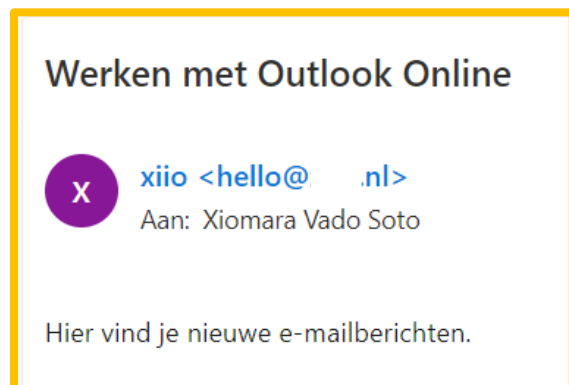 Werken met Outlook Online
X
xiio <hello@ .nl>
Aan: Xiomara Vado Soto
Hier vind je nieuwe e-mailberichten.